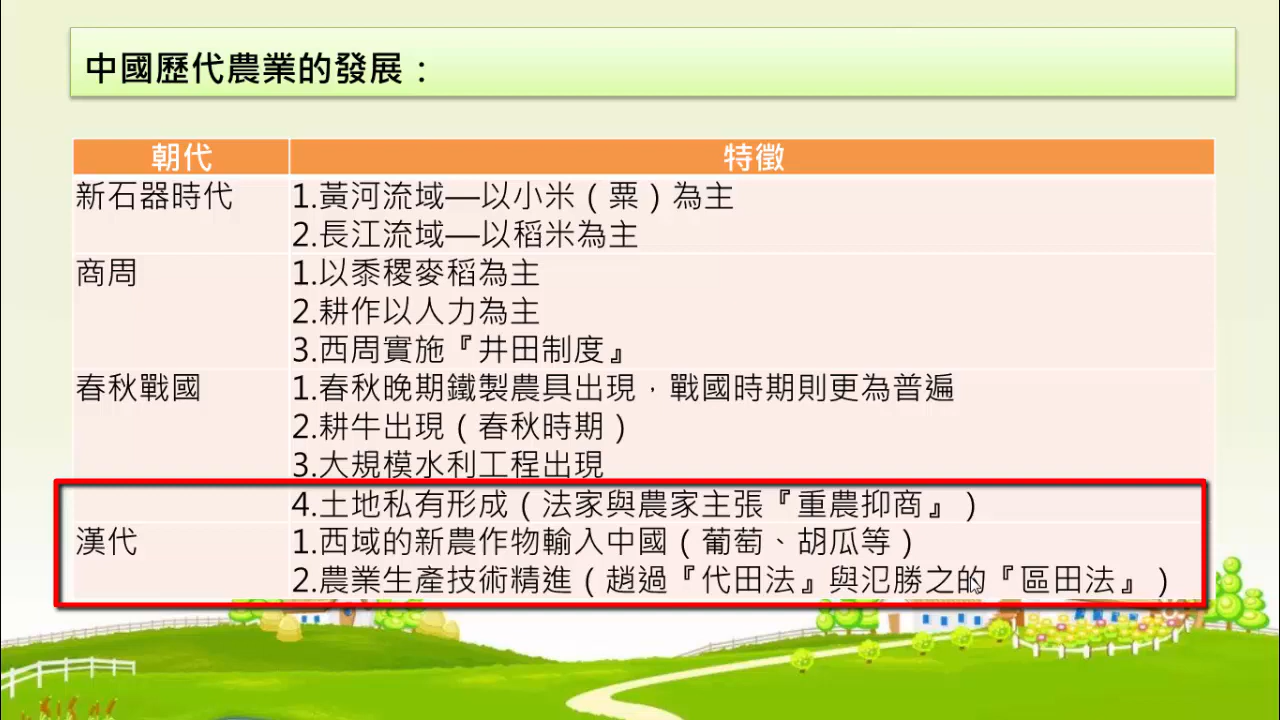 中國歷代農業的發展：
朝代 特徵
新石器時代 1.黃河流域—以小米（粟）為主
2.長江流域—以稻米為主
商周 1.以黍稷麥稻為主
2.耕作以人力為主
3.西周實施『井田制度』
春秋戰國 1.春秋晚期鐵製農具出現，戰國時期則更為普遍
2.耕牛出現（春秋時期）
3.大規模水利工程出現
4.土地私有形成（法家與農家主張『重農抑商』）
漢代 1.西域的新農作物輸入中國（葡萄、胡瓜等）
2.農業生產技術精進（趙過『代田法』與氾勝之的『區田法』）